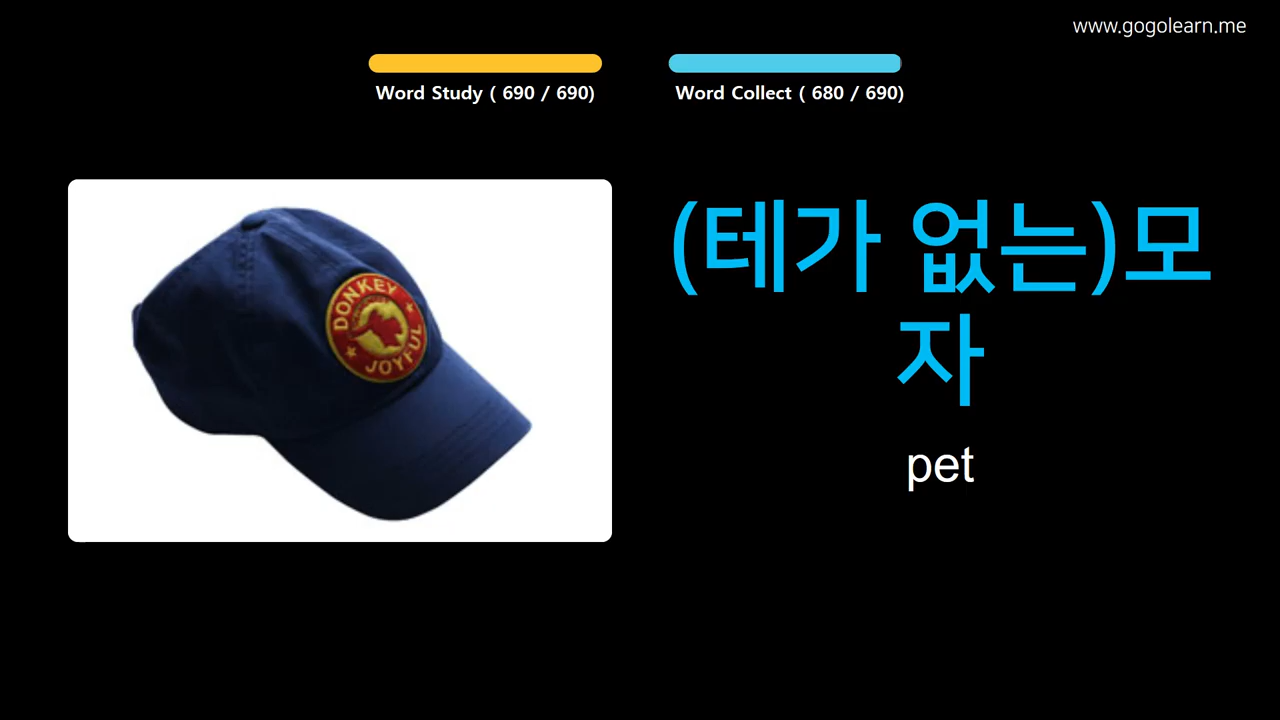 www.gogolearn.me
Word Study ( 690 / 690)
Word Collect ( 680 / 690)
(테가 없는)모
자
pet
DONKEY
JOYFUL